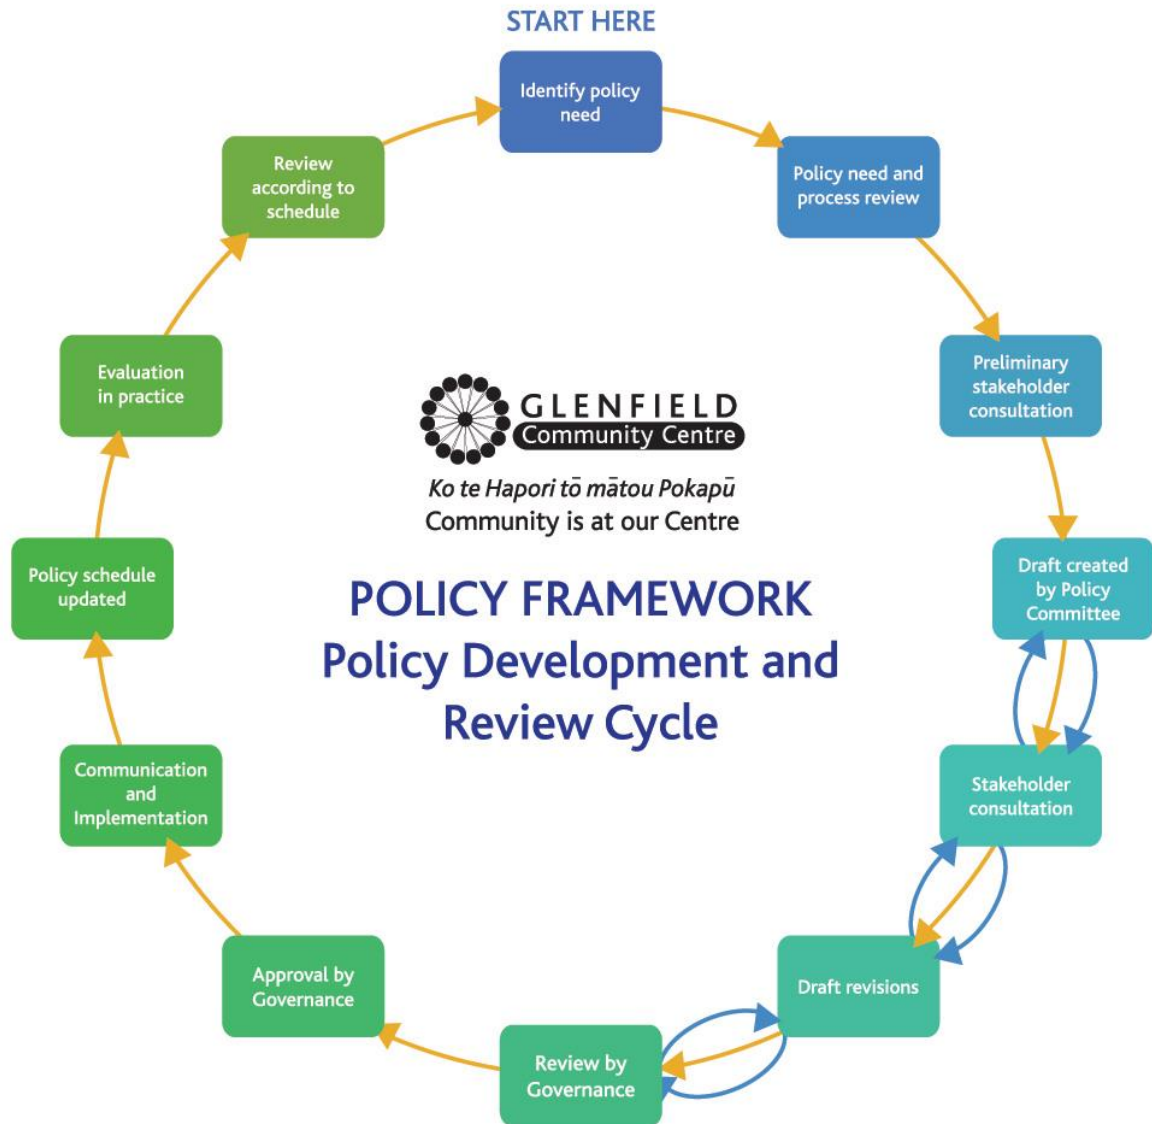 START HERE
Identify policy
need
Policy need and
process review
Preliminary
stakeholder
consultation
Draft created
by Policy
Committee
Stakeholder
consultation
Draft revisions
Review by
Governance
Approval by
Governance
Communication
and
Implementation
Policy schedule
updated
Evaluation
in practice
Review
according to
schedule
GLENFIELD
Community Centre
Ko te Hapori tō mātou Pokapū
Community is at our Centre
POLICY FRAMEWORK
Policy Development and
Review Cycle